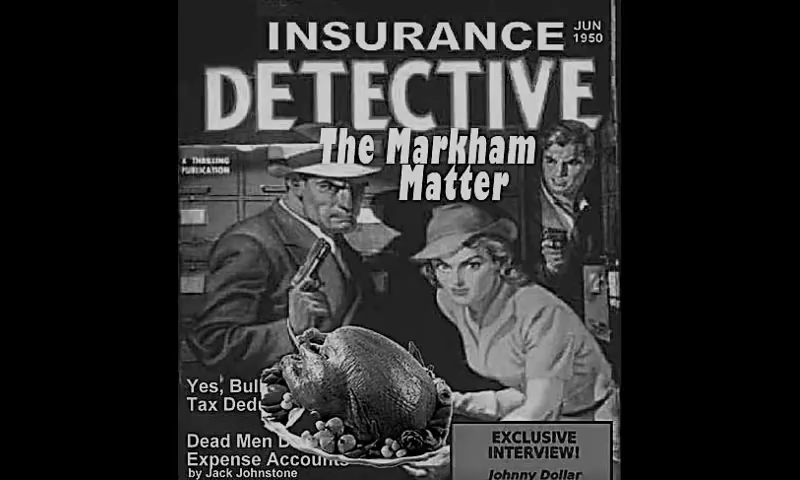 INSURANCE
JUN
1950
DETECTIVE
The Markham
Matter
A THRILLING
PUBLICATION
Yes, Bul
Tax Ded
Dead Men D
Expense Accounts
by Jack Johnstone
EXCLUSIVE
INTERVIEW!
Johnny Dollar